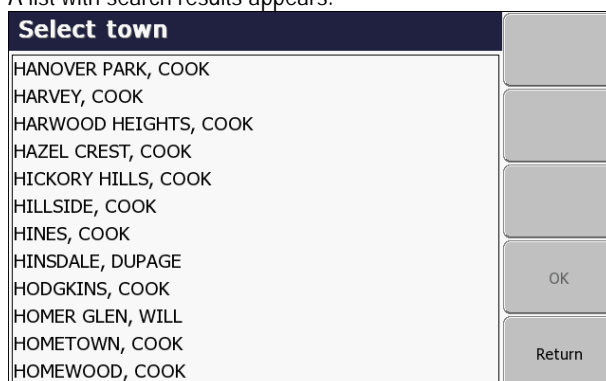 A list with search results appears.
Select town
HANOVER PARK, COOK
HARVEY, COOK
HARWOOD HEIGHTS, COOK
HAZEL CREST, COOK
HICKORY HILLS, COOK
HILLSIDE, COOK
HINES, COOK
HINSDALE, DUPAGE
HODGKINS, COOK
HOMER GLEN, WILL
HOMETOWN, COOK
HOMEWOOD, COOK
OK
Return